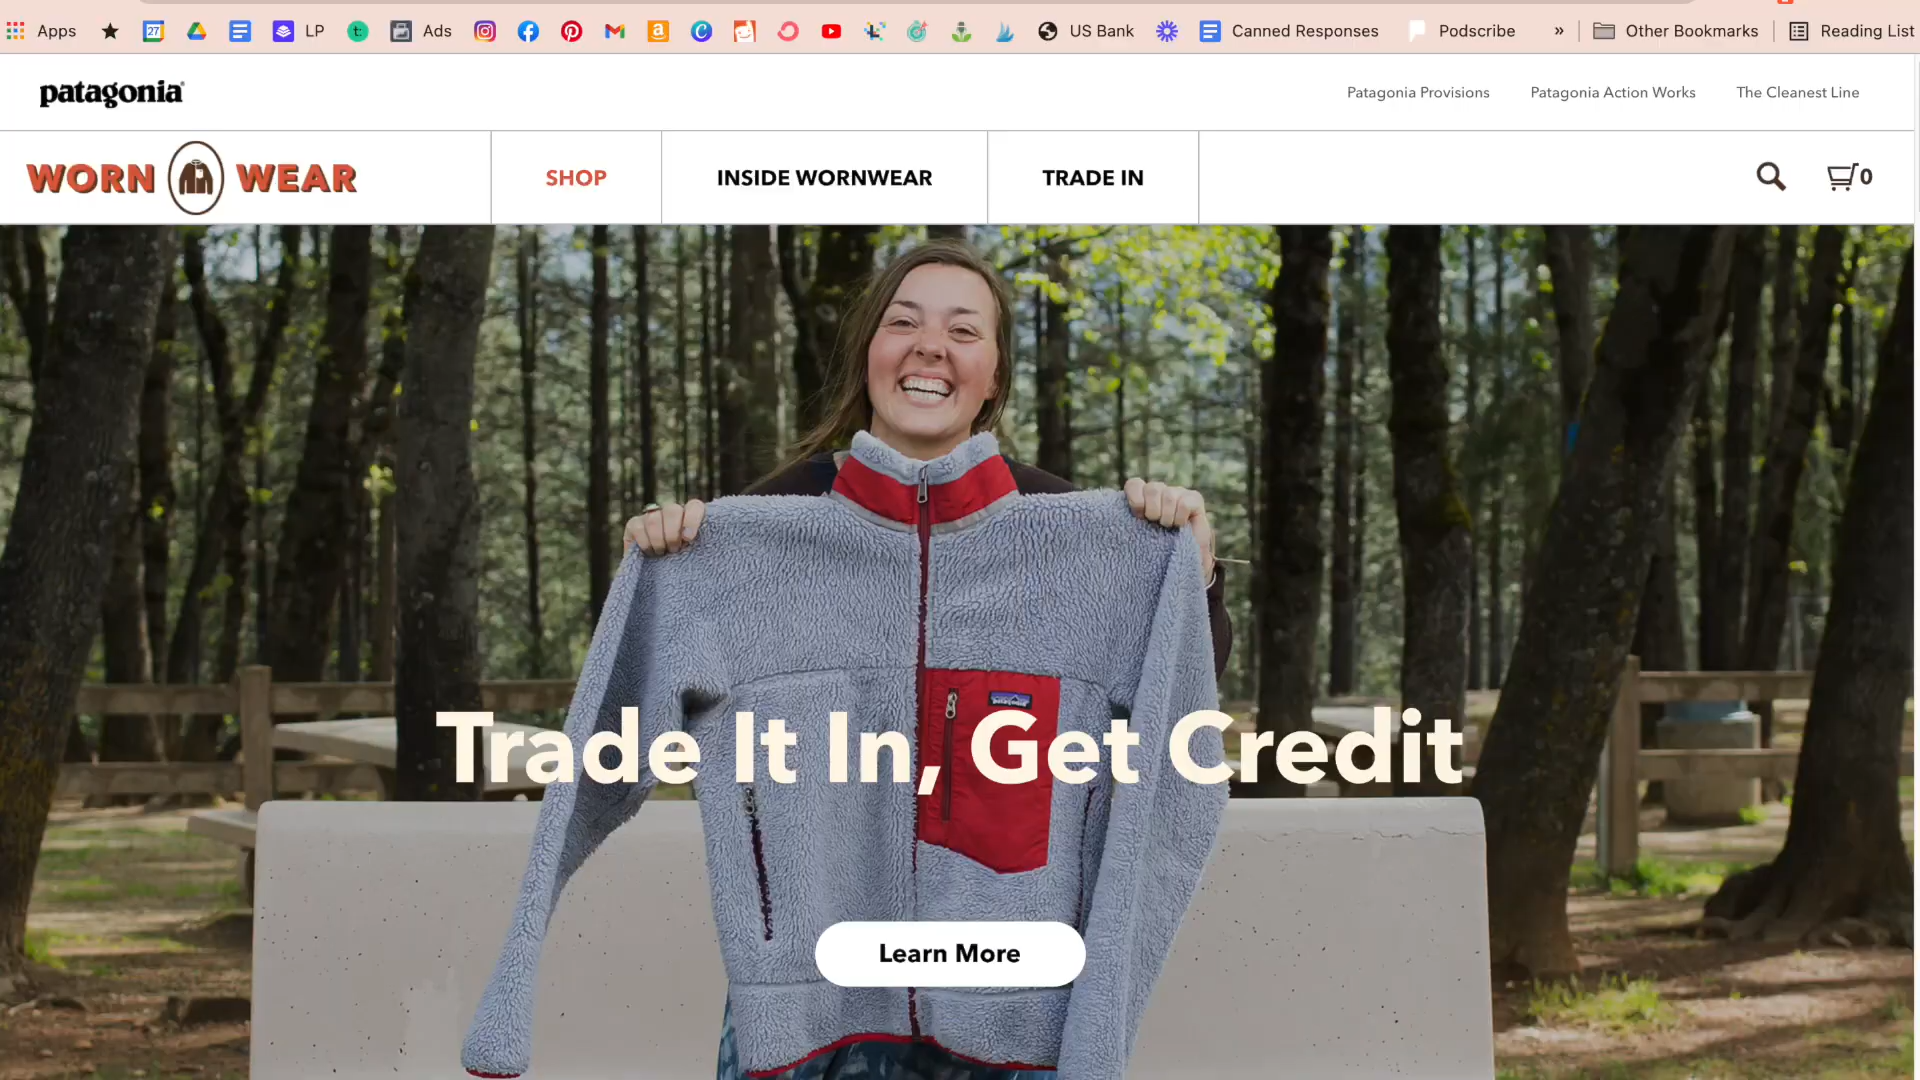 Apps LP Ads US Bank Canned Responses Podscribe » Other Bookmarks Reading List
patagonia Patagonia Provisions Patagonia Action Works The Cleanest Line
WORN WEAR SHOP INSIDE WORNWEAR TRADE IN 0
patagonia
Trade It In, Get Credit
Learn More